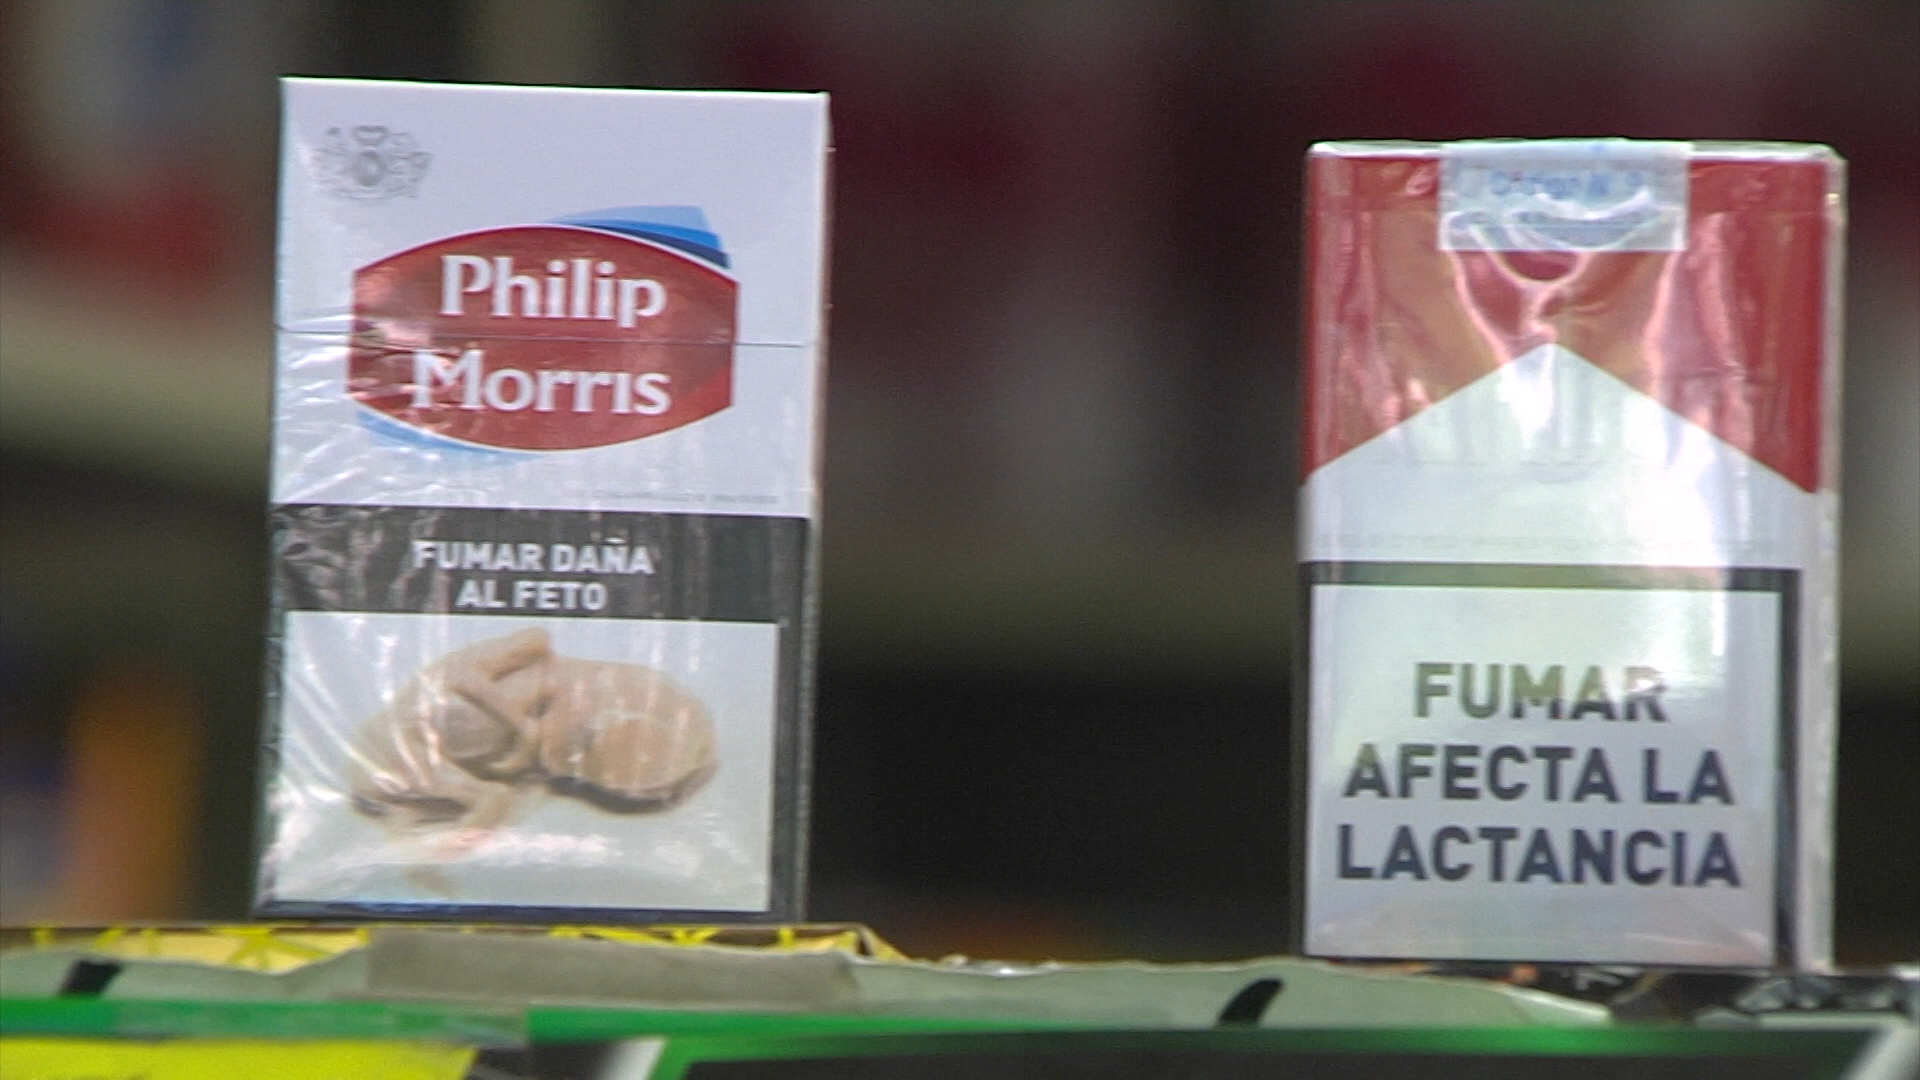 Philip
Morris
FUMAR DAÑA
AL FETO
FUMAR
AFECTA LA
LACTANCIA